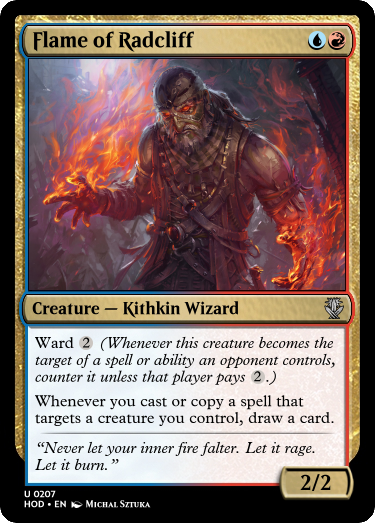 Flame of Radcliff
Creature — Kithkin Wizard
Ward 2 (Whenever this creature becomes the
target of a spell or ability an opponent controls,
counter it unless that player pays 2.)
Whenever you cast or copy a spell that
targets a creature you control, draw a card.
“Never let your inner fire falter. Let it rage.
Let it burn.”
2/2
U 0207
HOD • EN Michal Sztuka